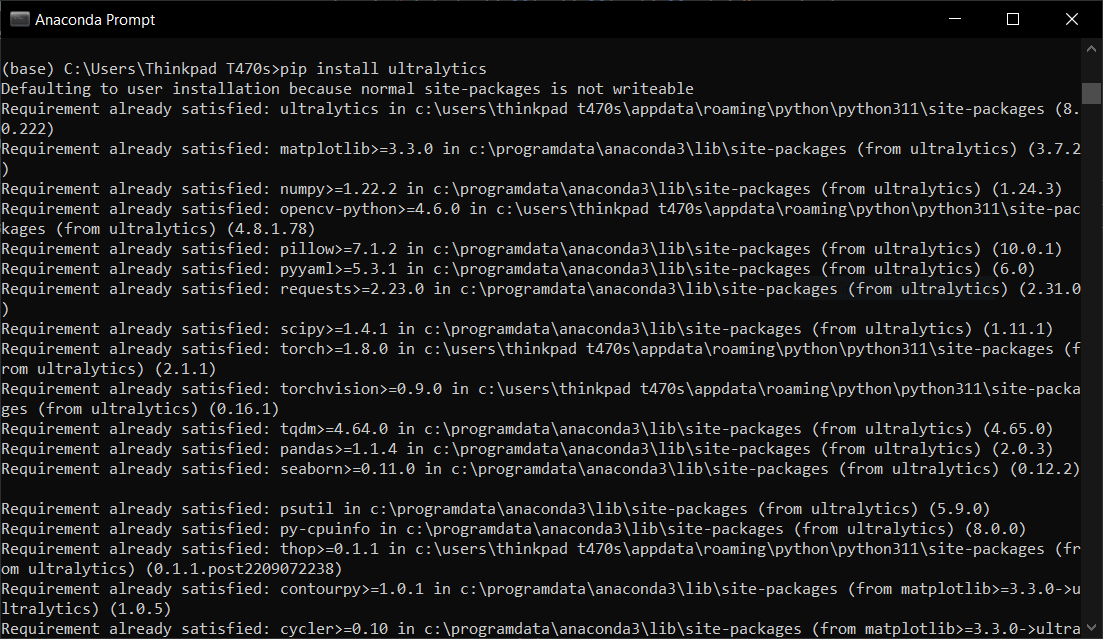 Anaconda Prompt
(base) C:\Users\Thinkpad T470s>pip install ultralytics
Defaulting to user installation because normal site-packages is not writeable
Requirement already satisfied: ultralytics in c:\users\thinkpad t470s\appdata\roaming\python\python311\site-packages (8.
0.222)
Requirement already satisfied: matplotlib>=3.3.0 in c:\programdata\anaconda3\lib\site-packages (from ultralytics) (3.7.2
)
Requirement already satisfied: numpy>=1.22.2 in c:\programdata\anaconda3\lib\site-packages (from ultralytics) (1.24.3)
Requirement already satisfied: opencv-python>=4.6.0 in c:\users\thinkpad t470s\appdata\roaming\python\python311\site-pac
kages (from ultralytics) (4.8.1.78)
Requirement already satisfied: pillow>=7.1.2 in c:\programdata\anaconda3\lib\site-packages (from ultralytics) (10.0.1)
Requirement already satisfied: pyyaml>=5.3.1 in c:\programdata\anaconda3\lib\site-packages (from ultralytics) (6.0)
Requirement already satisfied: requests>=2.23.0 in c:\programdata\anaconda3\lib\site-packages (from ultralytics) (2.31.0
)
Requirement already satisfied: scipy>=1.4.1 in c:\programdata\anaconda3\lib\site-packages (from ultralytics) (1.11.1)
Requirement already satisfied: torch>=1.8.0 in c:\users\thinkpad t470s\appdata\roaming\python\python311\site-packages (f
rom ultralytics) (2.1.1)
Requirement already satisfied: torchvision>=0.9.0 in c:\users\thinkpad t470s\appdata\roaming\python\python311\site-packa
ges (from ultralytics) (0.16.1)
Requirement already satisfied: tqdm>=4.64.0 in c:\programdata\anaconda3\lib\site-packages (from ultralytics) (4.65.0)
Requirement already satisfied: pandas>=1.1.4 in c:\programdata\anaconda3\lib\site-packages (from ultralytics) (2.0.3)
Requirement already satisfied: seaborn>=0.11.0 in c:\programdata\anaconda3\lib\site-packages (from ultralytics) (0.12.2)
Requirement already satisfied: psutil in c:\programdata\anaconda3\lib\site-packages (from ultralytics) (5.9.0)
Requirement already satisfied: py-cpuinfo in c:\programdata\anaconda3\lib\site-packages (from ultralytics) (8.0.0)
Requirement already satisfied: thop>=0.1.1 in c:\users\thinkpad t470s\appdata\roaming\python\python311\site-packages (fr
om ultralytics) (0.1.1.post2209072238)
Requirement already satisfied: contourpy>=1.0.1 in c:\programdata\anaconda3\lib\site-packages (from matplotlib>=3.3.0->u
ltralytics) (1.0.5)
Requirement already satisfied: cycler>=0.10 in c:\programdata\anaconda3\lib\site-packages (from matplotlib>=3.3.0->ultra